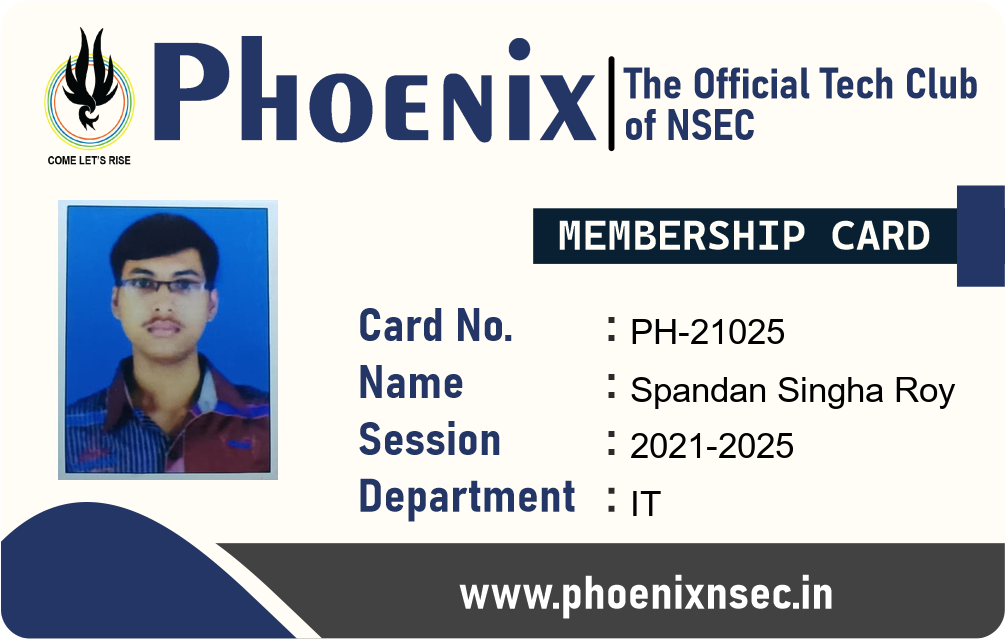 COME LET'S RISE
PHOENiX
The Official Tech Club
of NSEC
MEMBERSHIP CARD
Card No. : PH-21025
Name : Spandan Singha Roy
Session : 2021-2025
Department : IT
www.phoenixnsec.in